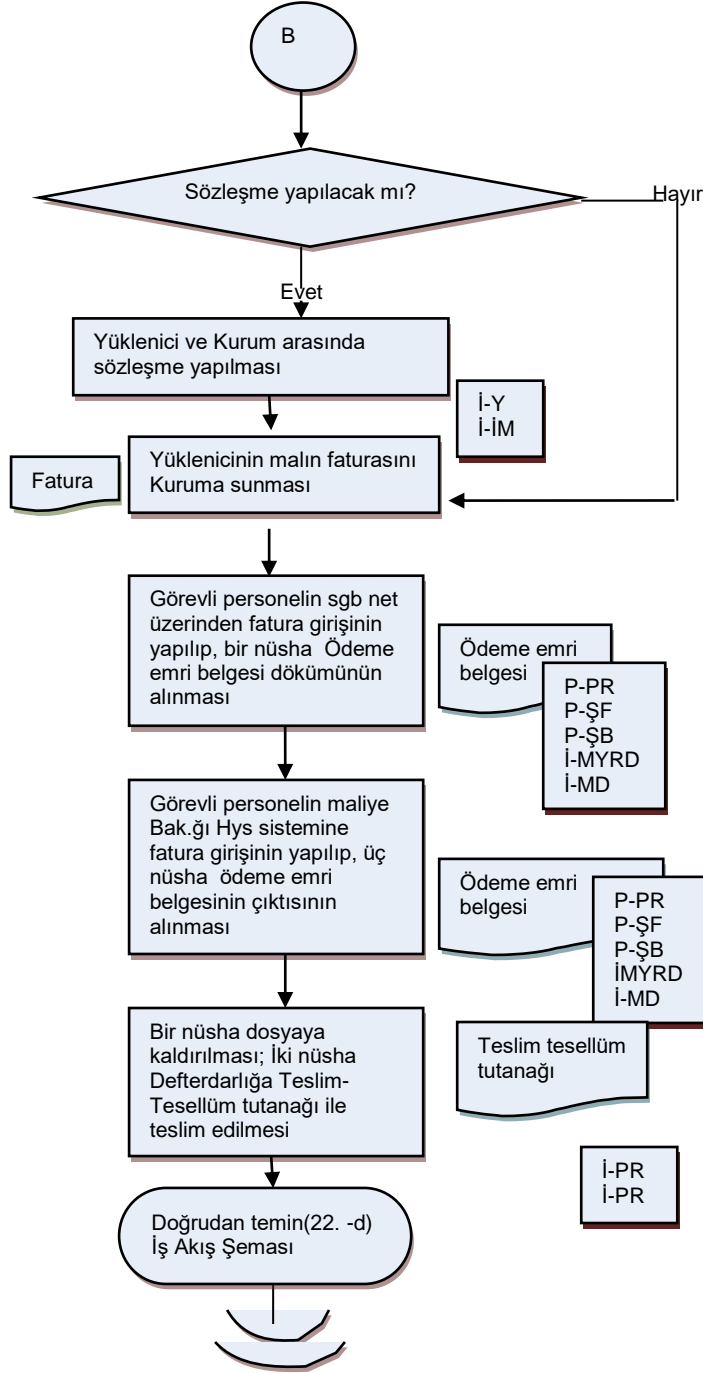 B
Sözleşme yapılacak mı?
Hayır
Evet
Yüklenici ve Kurum arasında
sözleşme yapılması
İ-Y
İ-İM
Fatura
Yüklenicinin malın faturasını
Kuruma sunması
Görevli personelin sgb net
üzerinden fatura girişinin
yapılıp, bir nüsha Ödeme
emri belgesi dökümünün
alınması
Ödeme emri
belgesi
P-PR
P-ŞF
P-ŞB
İ-MYRD
İ-MD
Görevli personelin maliye
Bak.ğı Hys sistemine
fatura girişinin yapılıp, üç
nüsha ödeme emri
belgesinin çıktısının
alınması
Ödeme emri
belgesi
P-PR
P-ŞF
P-ŞB
İMYRD
İ-MD
Bir nüsha dosyaya
kaldırılması; İki nüsha
Defterdarlığa Teslim-
Tesellüm tutanağı ile
teslim edilmesi
Teslim tesellüm
tutanağı
İ-PR
İ-PR
Doğrudan temin(22. -d)
İş Akış Şeması